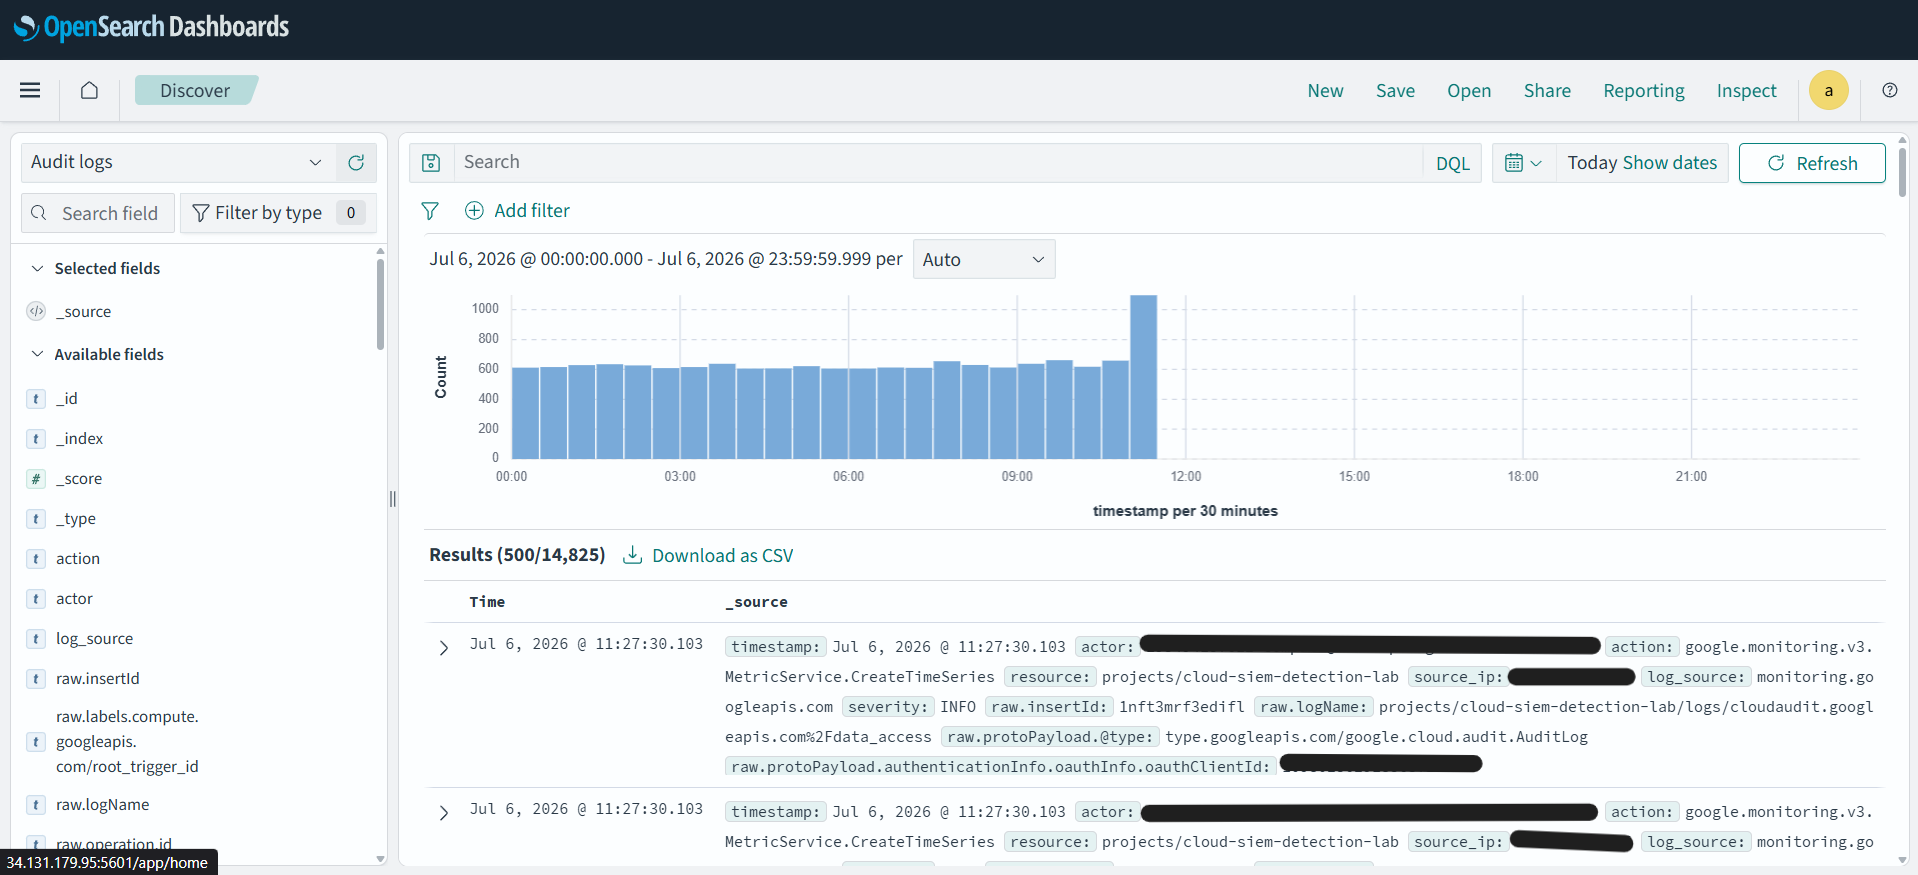 OpenSearch Dashboards
Discover
New Save Open Share Reporting Inspect a
Audit logs
Search field
Filter by type 0
Selected fields
_source
Available fields
_id
_index
_score
_type
action
actor
log_source
raw.insertId
raw.labels.compute.
googleapis.
com/root_trigger_id
raw.logName
raw.operation.id
34.131.179.95:5601/app/home
Search DQL
Today Show dates
Refresh
Add filter
Jul 6, 2026 @ 00:00:00.000 - Jul 6, 2026 @ 23:59:59.999 per Auto
Count
1000
800
600
400
200
0
00:00 03:00 06:00 09:00 12:00 15:00 18:00 21:00
timestamp per 30 minutes
Results (500/14,825) Download as CSV
Time _source
Jul 6, 2026 @ 11:27:30.103 timestamp: Jul 6, 2026 @ 11:27:30.103 actor: action: google.monitoring.v3.
MetricService.CreateTimeSeries resource: projects/cloud-siem-detection-lab source_ip: log_source: monitoring.go
ogleapis.com severity: INFO raw.insertId: 1nft3mrf3edifl raw.logName: projects/cloud-siem-detection-lab/logs/cloudaudit.googl
eapis.com%2Fdata_access raw.protoPayload.@type: type.googleapis.com/google.cloud.audit.AuditLog
raw.protoPayload.authenticationInfo.oauthInfo.oauthClientId:
Jul 6, 2026 @ 11:27:30.103 timestamp: Jul 6, 2026 @ 11:27:30.103 actor: action: google.monitoring.v3.
MetricService.CreateTimeSeries resource: projects/cloud-siem-detection-lab source_ip: log_source: monitoring.go